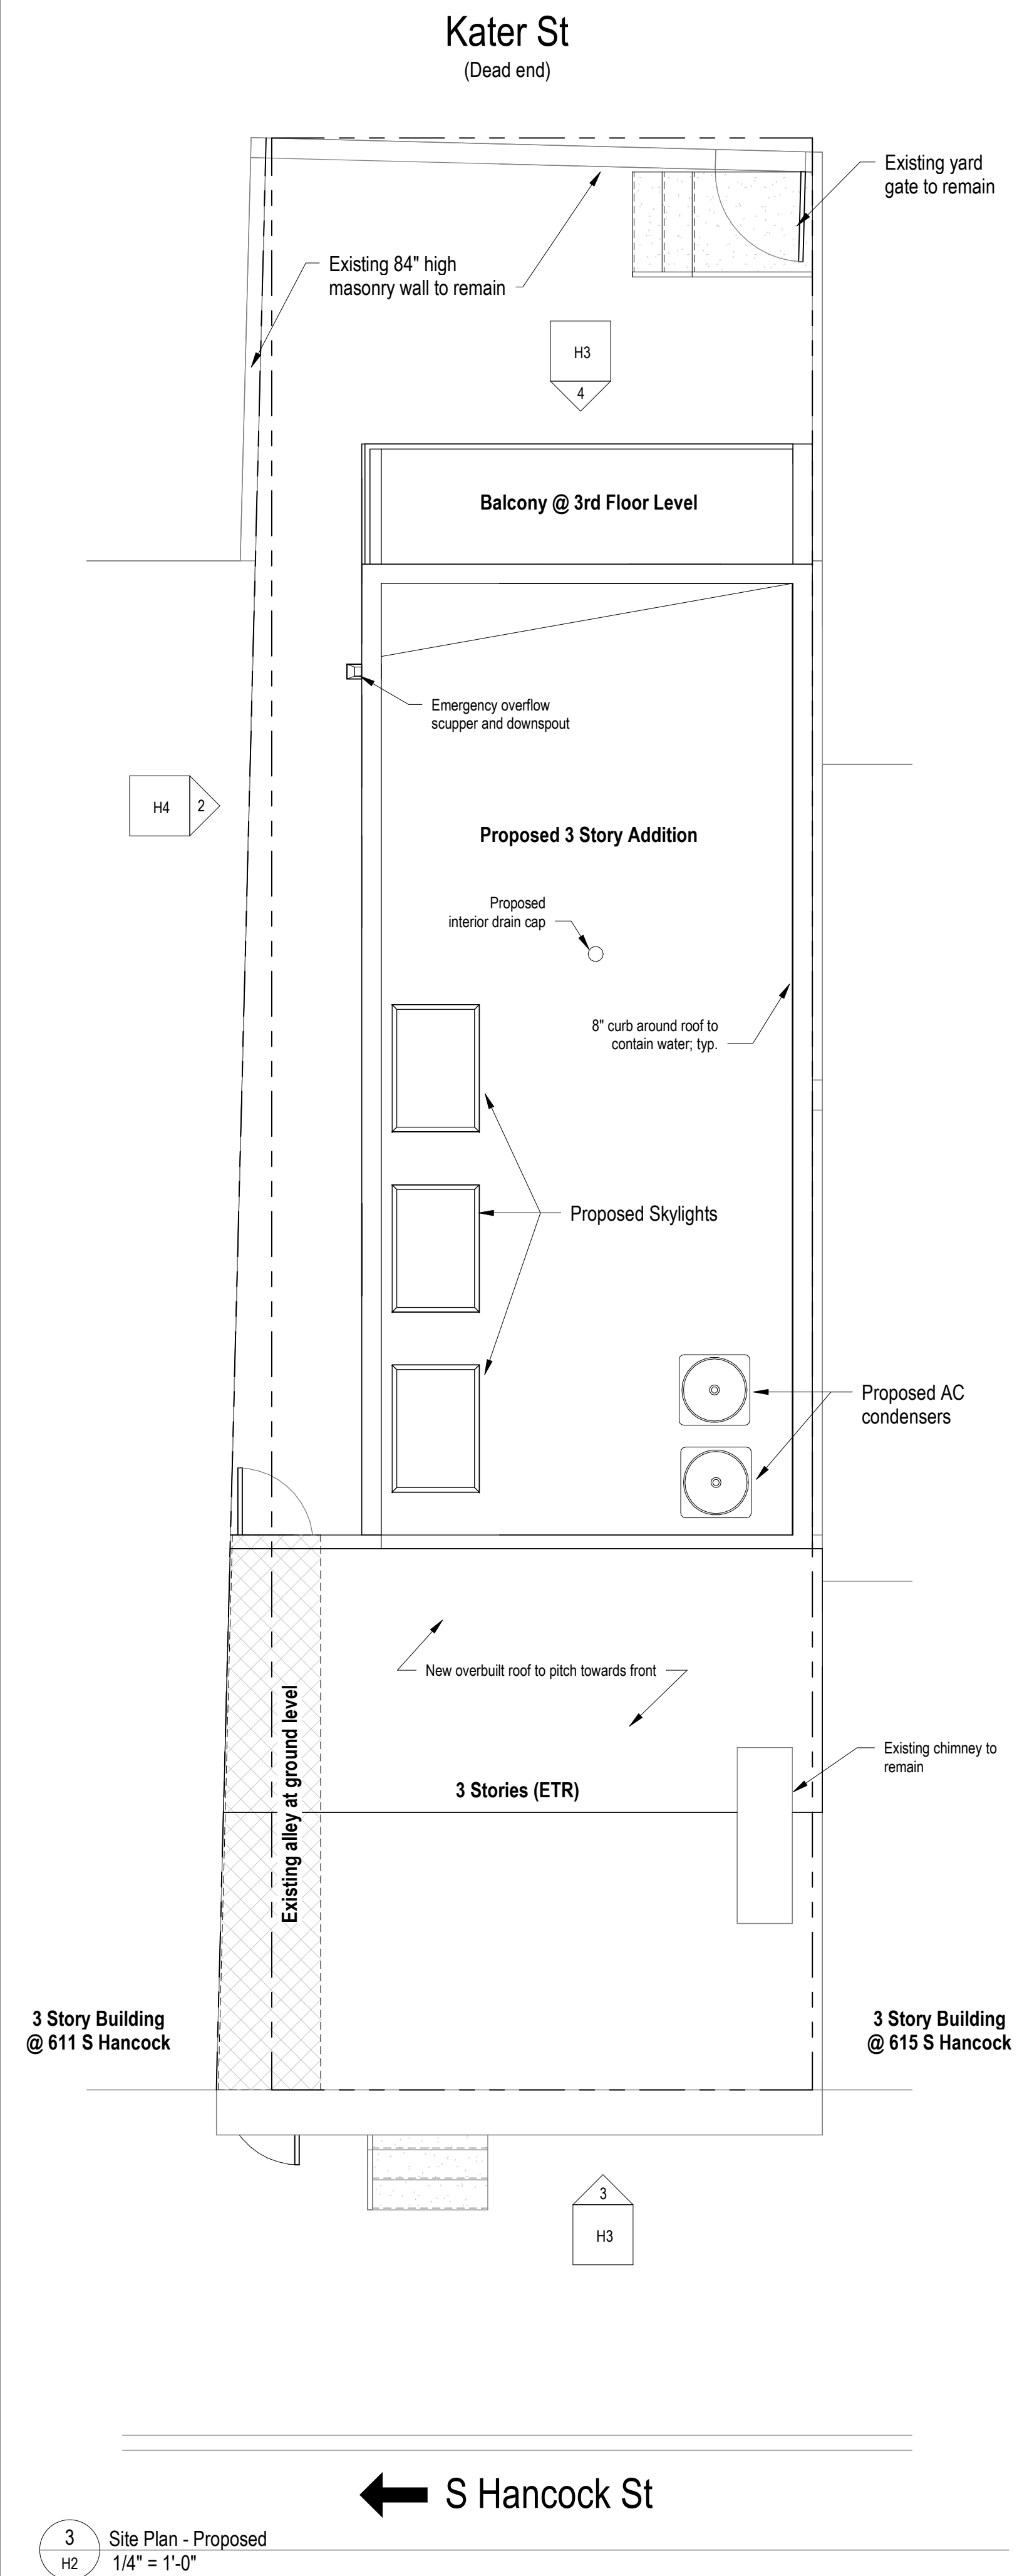 Kater St
(Dead end)
Existing yard
gate to remain
Existing 84" high
masonry wall to remain
H3
4
Balcony @ 3rd Floor Level
Emergency overflow
scupper and downspout
H4
2
Proposed 3 Story Addition
Proposed
interior drain cap
8" curb around roof to
contain water; typ.
Proposed Skylights
Proposed AC
condensers
New overbuilt roof to pitch towards front
Existing alley at ground level
Existing chimney to
remain
3 Stories (ETR)
3 Story Building
@ 611 S Hancock
3 Story Building
@ 615 S Hancock
3
H3
S Hancock St
3
H2
Site Plan - Proposed
1/4" = 1'-0"